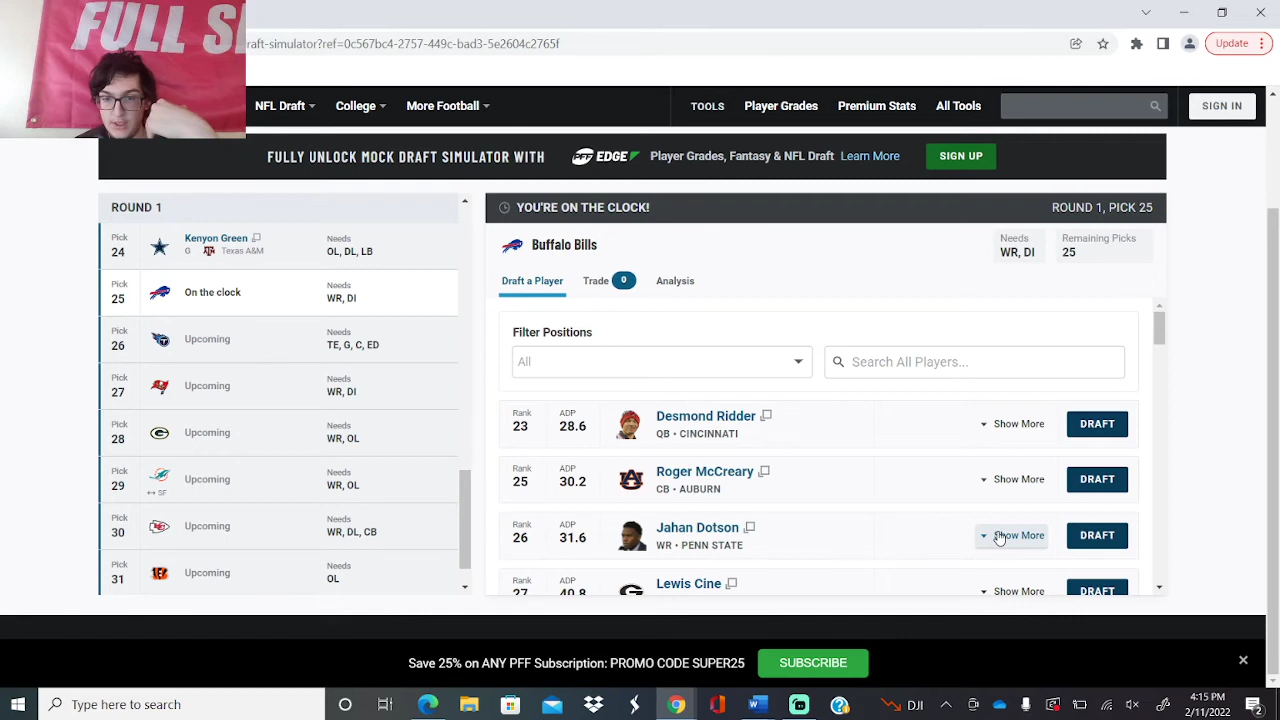 FULL S
raft-simulator?ref=0c567bc4-2757-449c-bad3-5e2604c2765f
Update
NFL Draft
College
More Football
TOOLS
Player Grades
Premium Stats
All Tools
SIGN IN
FULLY UNLOCK MOCK DRAFT SIMULATOR WITH
PFF EDGE
Player Grades, Fantasy & NFL Draft Learn More
SIGN UP
ROUND 1
Pick
24
Kenyon Green
G Texas A&M
Needs
OL, DL, LB
Pick
25
On the clock
Needs
WR, DI
Pick
26
Upcoming
Needs
TE, G, C, ED
Pick
27
Upcoming
Needs
WR, DI
Pick
28
Upcoming
Needs
WR, OL
Pick
29
SF
Upcoming
Needs
WR, OL
Pick
30
Upcoming
Needs
WR, DL, CB
Pick
31
Upcoming
Needs
OL
YOU'RE ON THE CLOCK!
ROUND 1, PICK 25
Buffalo Bills
Needs
WR, DI
Remaining Picks
25
Draft a Player
Trade 0
Analysis
Filter Positions
All
Search All Players...
Rank
23
ADP
28.6
Desmond Ridder
QB • CINCINNATI
Show More
DRAFT
Rank
25
ADP
30.2
Roger McCreary
CB • AUBURN
Show More
DRAFT
Rank
26
ADP
31.6
Jahan Dotson
WR • PENN STATE
Show More
DRAFT
Rank
27
ADP
40.8
Lewis Cine
Show More
DRAFT
Save 25% on ANY PFF Subscription: PROMO CODE SUPER25
SUBSCRIBE
Type here to search
DJI
4:15 PM
2/11/2022
2